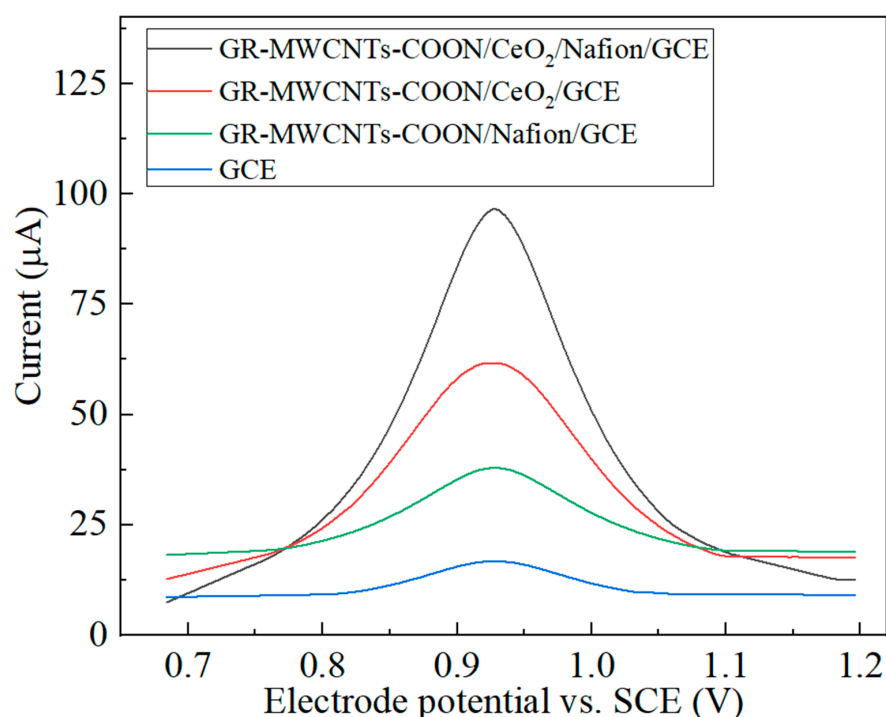 GR-MWCNTs-COON/CeO₂/Nafion/GCE
GR-MWCNTs-COON/CeO₂/GCE
GR-MWCNTs-COON/Nafion/GCE
GCE
Current (μA)
125
100
75
50
25
0
0.7 0.8 0.9 1.0 1.1 1.2
Electrode potential vs. SCE (V)